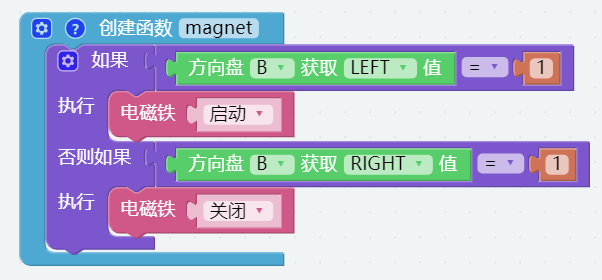 ? 创建函数 magnet
如果 方向盘 B 获取 LEFT 值 = 1
执行 电磁铁 启动
否则如果 方向盘 B 获取 RIGHT 值 = 1
执行 电磁铁 关闭